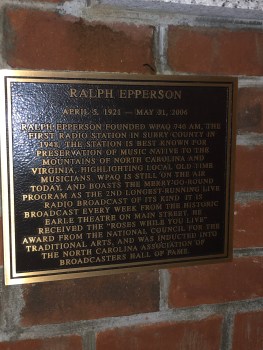 RALPH EPPERSON
APRIL 5, 1921 — MAY 31, 2006
RALPH EPPERSON FOUNDED WPAQ 740 AM, THE
FIRST RADIO STATION IN SURRY COUNTY IN
1948. THE STATION IS BEST KNOWN FOR
PRESERVATION OF MUSIC NATIVE TO THE
MOUNTAINS OF NORTH CAROLINA AND
VIRGINIA, HIGHLIGHTING LOCAL OLD-TIME
MUSICIANS. WPAQ IS STILL ON THE AIR
TODAY, AND BOASTS THE MERRY-GO-ROUND
PROGRAM AS THE 2ND LONGEST-RUNNING LIVE
RADIO BROADCAST OF ITS KIND. IT IS
BROADCAST EVERY WEEK FROM THE HISTORIC
EARLE THEATRE ON MAIN STREET. HE
RECEIVED THE "ROSES WHILE YOU LIVE"
AWARD FROM THE NATIONAL COUNCIL FOR THE
TRADITIONAL ARTS, AND WAS INDUCTED INTO
THE NORTH CAROLINA ASSOCIATION OF
BROADCASTERS HALL OF FAME.